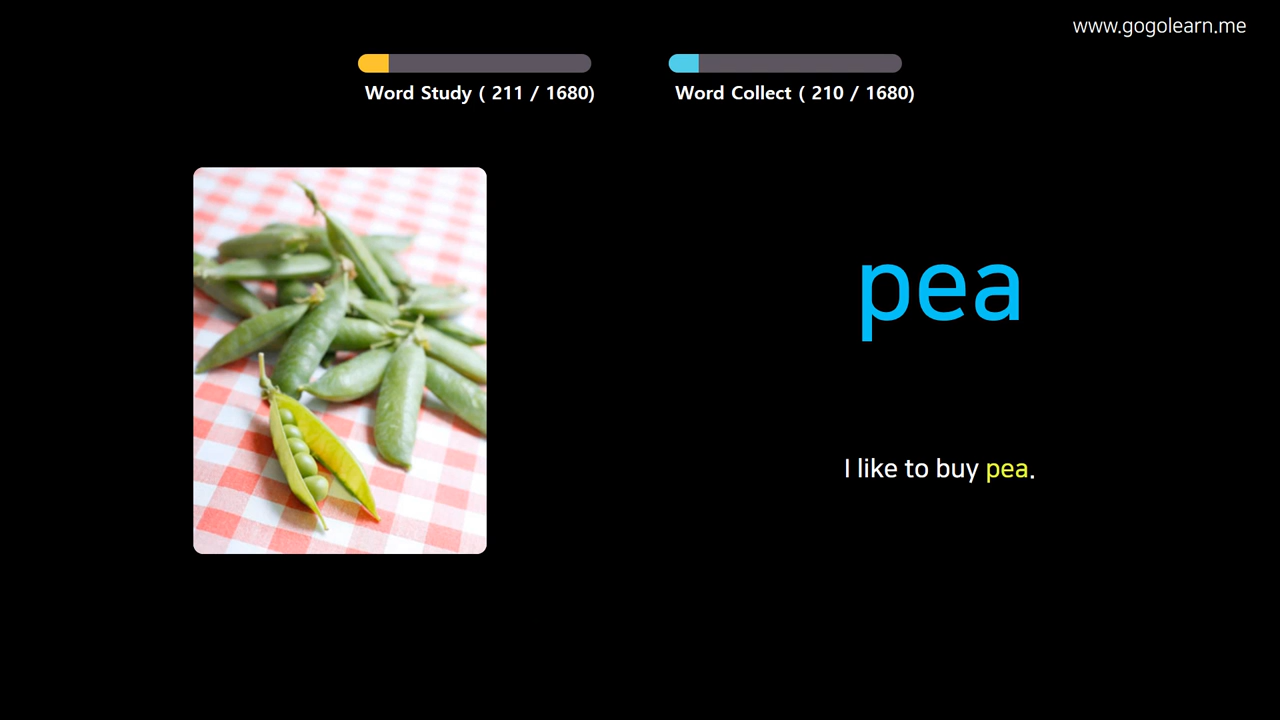 www.gogolearn.me
Word Study ( 211 / 1680)
Word Collect ( 210 / 1680)
pea
I like to buy pea.